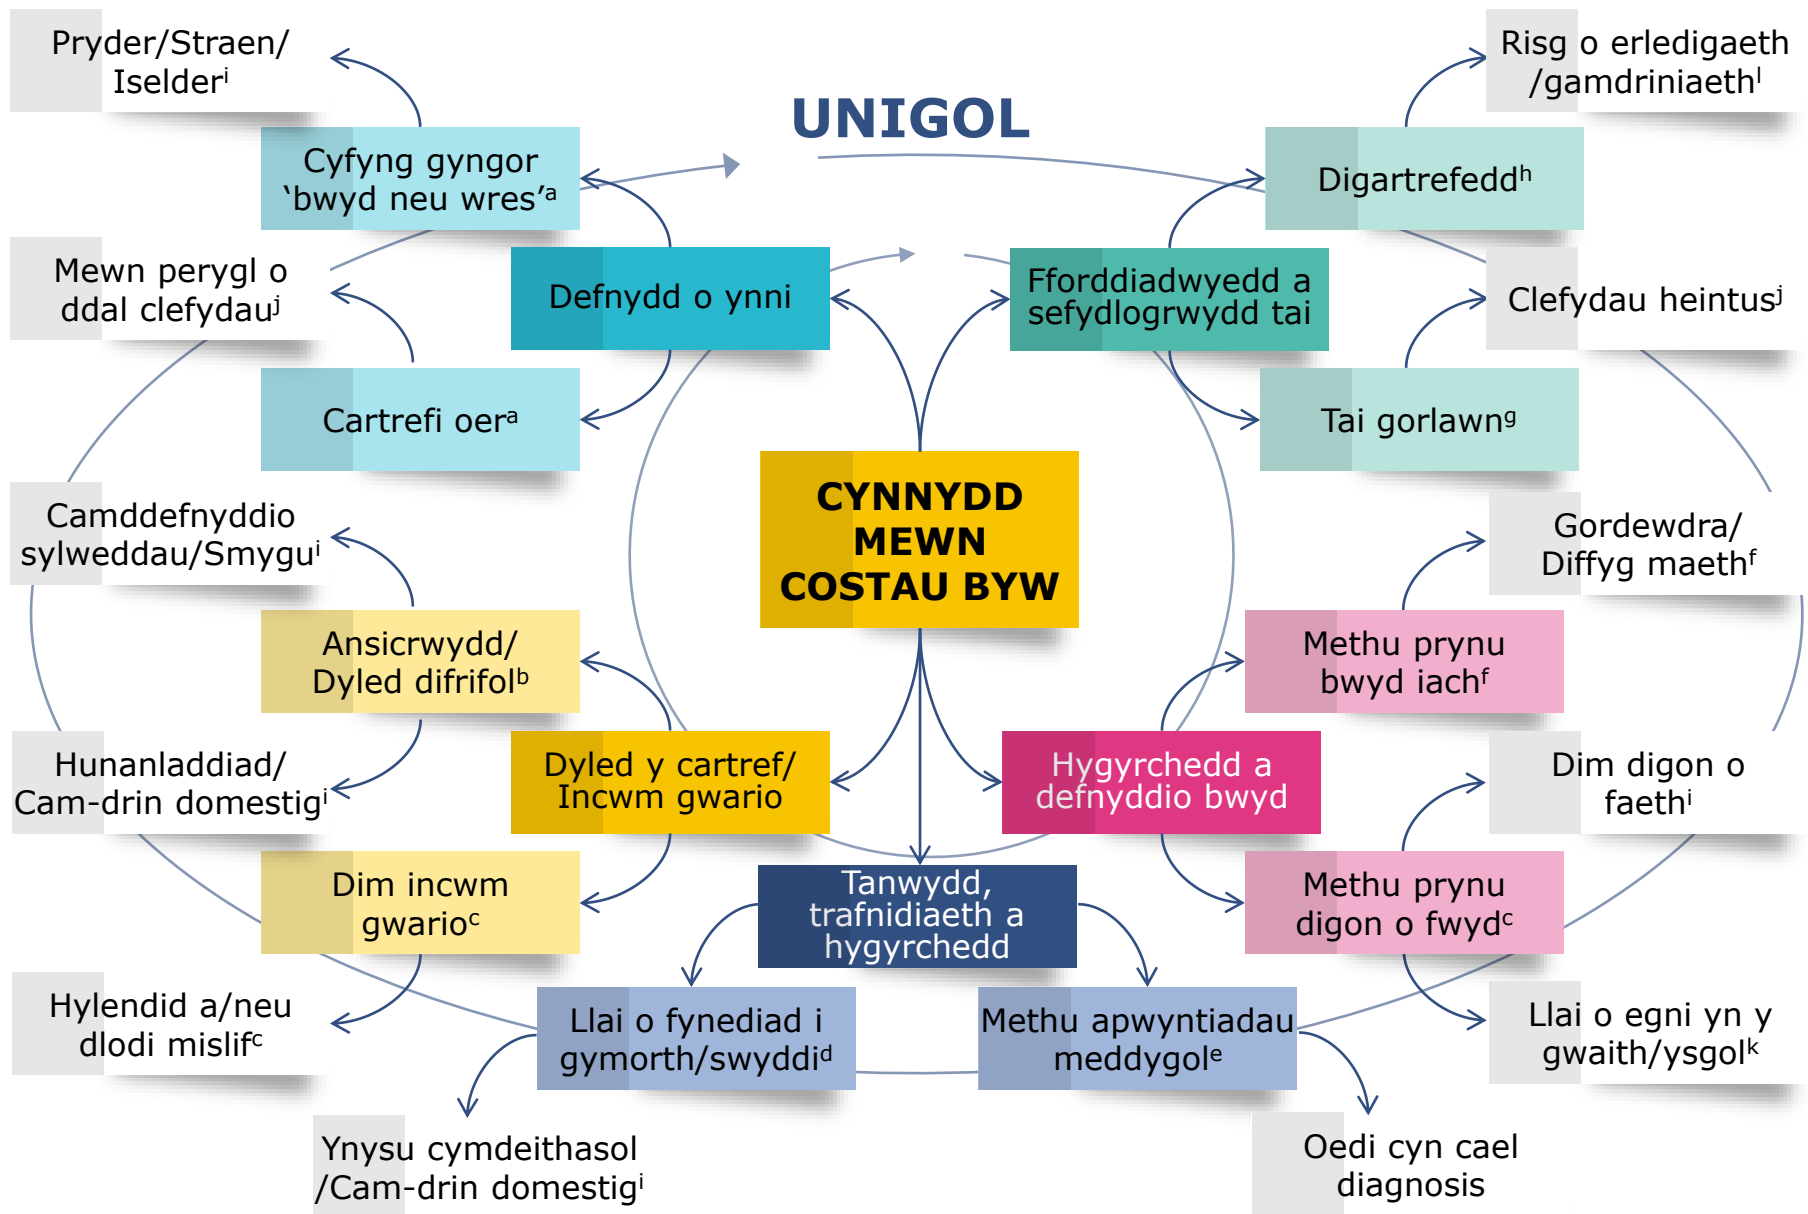 UNIGOL
Pryder/Straen/
Iselderⁱ
Cyfyng gyngor
‘bwyd neu wres’ᵃ
Mewn perygl o
ddal clefydauʲ
Defnydd o ynni
Cartrefi oerᵃ
Risg o erledigaeth
/gamdriniaethˡ
Digartrefeddʰ
Fforddiadwyedd a
sefydlogrwydd tai
Clefydau heintusʲ
Tai gorlawnᵍ
CYNNYDD
MEWN
COSTAU BYW
Camddefnyddio
sylweddau/Smyguⁱ
Ansicrwydd/
Dyled difrifolᵇ
Hunanladdiad/
Cam-drin domestigⁱ
Dyled y cartref/
Incwm gwario
Dim incwm
gwarioᶜ
Hylendid a/neu
dlodi mislifᶜ
Gordewdra/
Diffyg maethᶠ
Methu prynu
bwyd iachᶠ
Hygyrchedd a
defnyddio bwyd
Dim digon o
faethⁱ
Methu prynu
digon o fwydᶜ
Llai o egni yn y
gwaith/ysgolᵏ
Tanwydd,
trafnidiaeth a
hygyrchedd
Llai o fynediad i
gymorth/swyddiᵈ
Methu apwyntiadau
meddygolᵉ
Ynysu cymdeithasol
/Cam-drin domestigⁱ
Oedi cyn cael
diagnosis